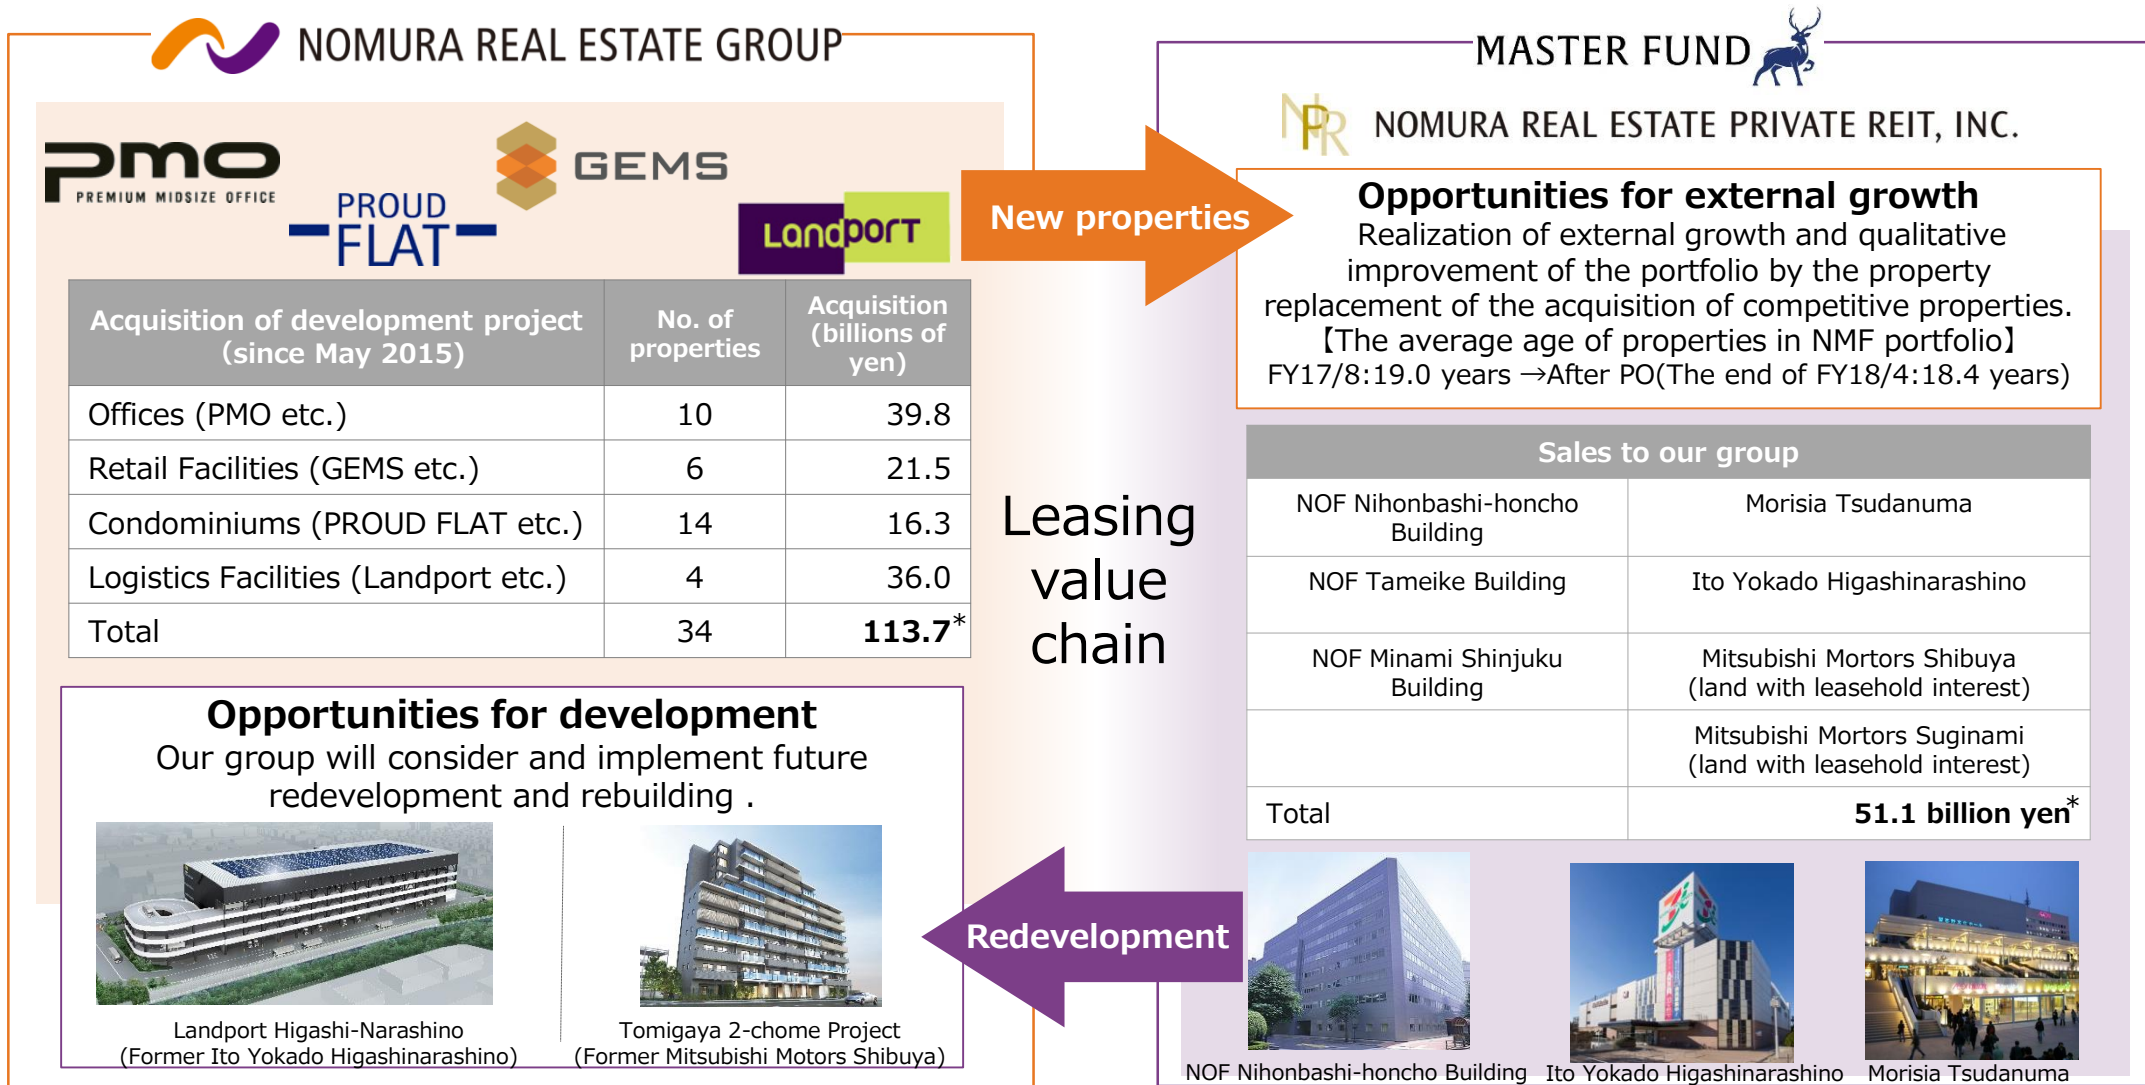 NOMURA REAL ESTATE GROUP
pmo
PREMIUM MIDSIZE OFFICE
PROUD
FLAT
GEMS
Landport
Acquisition of development project
(since May 2015)
No. of
properties
Acquisition
(billions of
yen)
Offices (PMO etc.) 10 39.8
Retail Facilities (GEMS etc.) 6 21.5
Condominiums (PROUD FLAT etc.) 14 16.3
Logistics Facilities (Landport etc.) 4 36.0
Total 34 113.7*
Opportunities for development
Our group will consider and implement future
redevelopment and rebuilding .
Landport Higashi-Narashino
(Former Ito Yokado Higashinarashino)
Tomigaya 2-chome Project
(Former Mitsubishi Motors Shibuya)
New properties
Leasing
value
chain
Redevelopment
MASTER FUND
NPR
NOMURA REAL ESTATE PRIVATE REIT, INC.
Opportunities for external growth
Realization of external growth and qualitative
improvement of the portfolio by the property
replacement of the acquisition of competitive properties.
【The average age of properties in NMF portfolio】
FY17/8:19.0 years →After PO(The end of FY18/4:18.4 years)
Sales to our group
NOF Nihonbashi-honcho
Building
Morisia Tsudanuma
NOF Tameike Building
Ito Yokado Higashinarashino
NOF Minami Shinjuku
Building
Mitsubishi Mortors Shibuya
(land with leasehold interest)
Mitsubishi Mortors Suginami
(land with leasehold interest)
Total 51.1 billion yen*
NOF Nihonbashi-honcho Building
Ito Yokado Higashinarashino
Morisia Tsudanuma